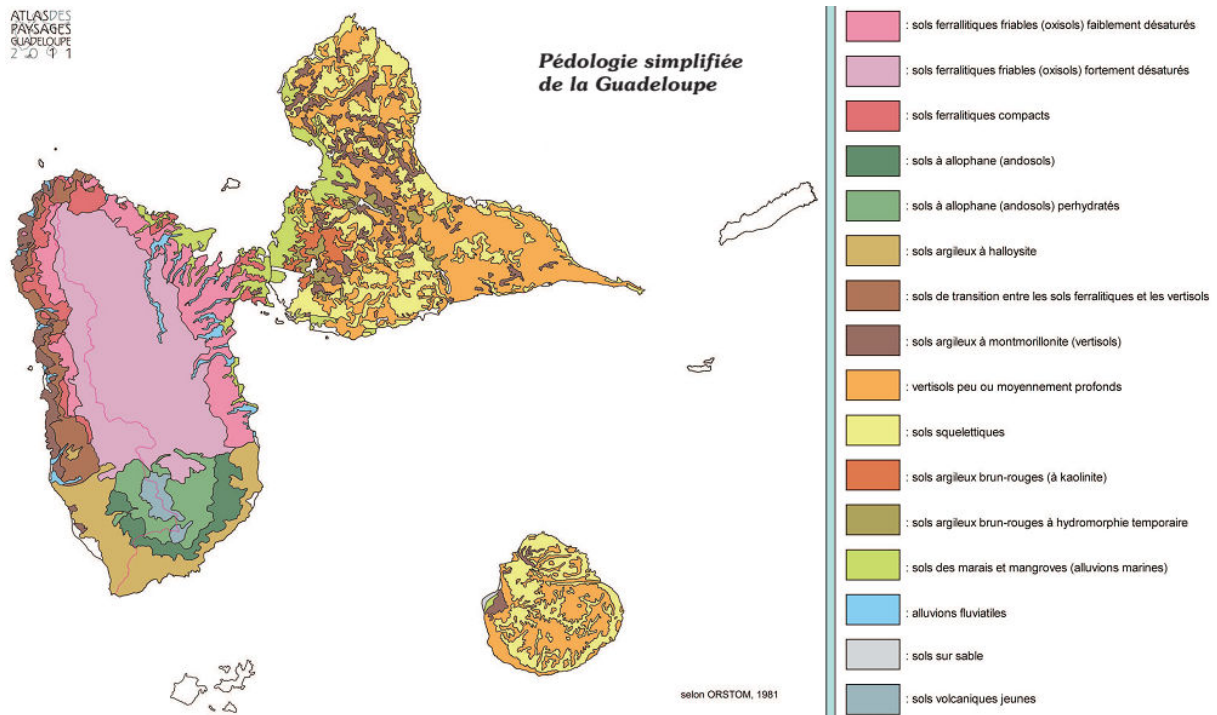 ATLASDES
PAYSAGES
GUADELOUPE
2011
Pédologie simplifiée
de la Guadeloupe
: sols ferrallitiques friables (oxisols) faiblement désaturés
: sols ferralitiques friables (oxisols) fortement désaturés
: sols ferralitiques compacts
: sols à allophane (andosols)
: sols à allophane (andosols) perhydratés
: sols argileux à halloysite
: sols de transition entre les sols ferralitiques et les vertisols
: sols argileux à montmorillonite (vertisols)
: vertisols peu ou moyennement profonds
: sols squelettiques
: sols argileux brun-rouges (à kaolinite)
: sols argileux brun-rouges à hydromorphie temporaire
: sols des marais et mangroves (alluvions marines)
: alluvions fluviatiles
: sols sur sable
: sols volcaniques jeunes
selon ORSTOM, 1981